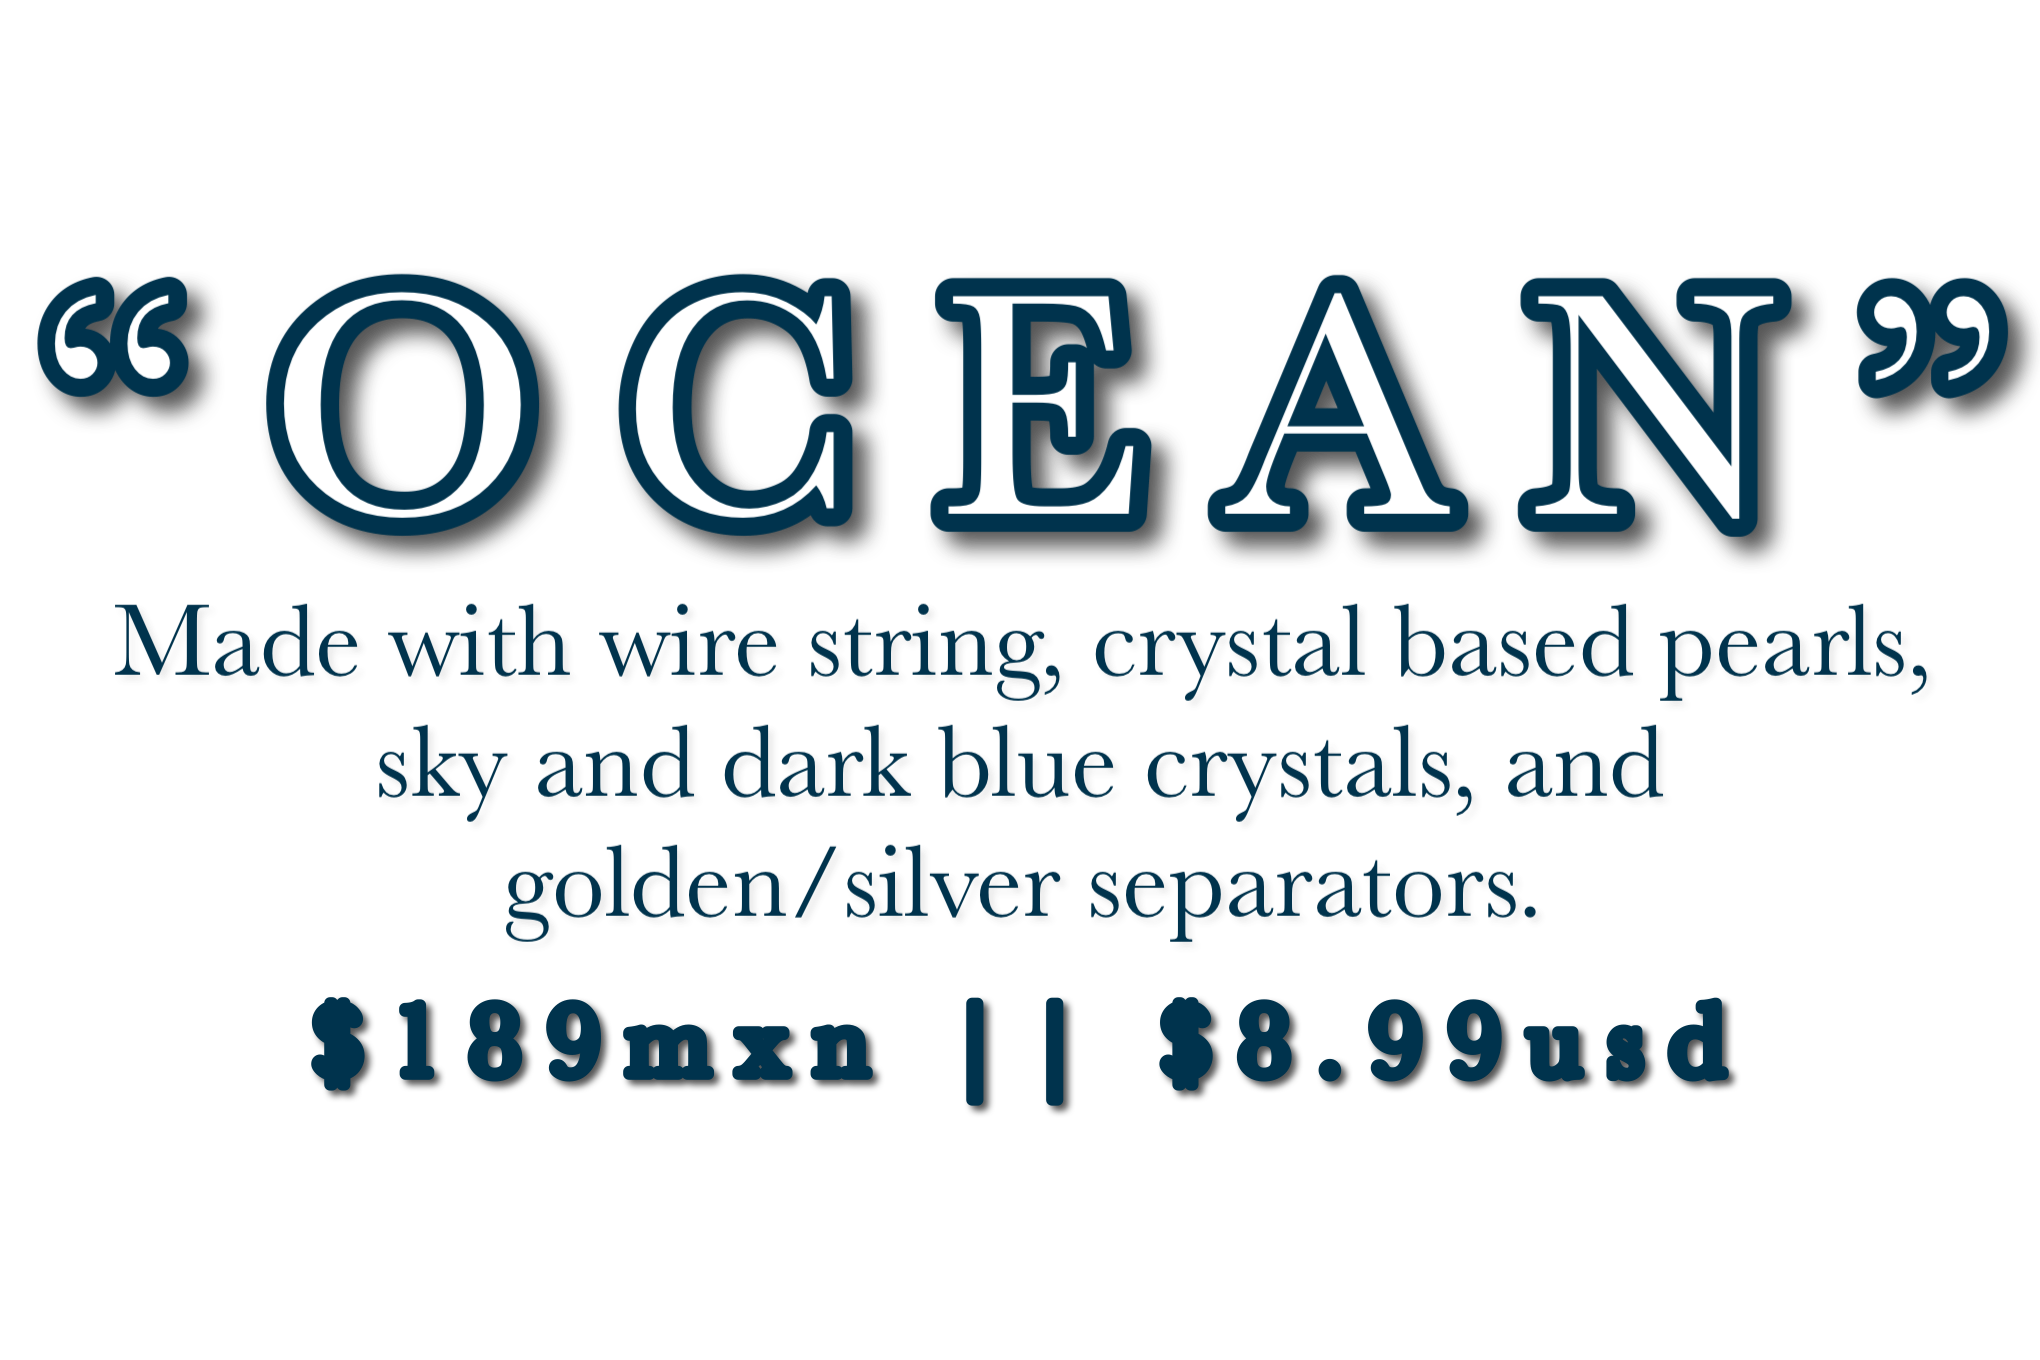 “OCEAN”
Made with wire string, crystal based pearls,
sky and dark blue crystals, and
golden/silver separators.
$189mxn || $8.99usd